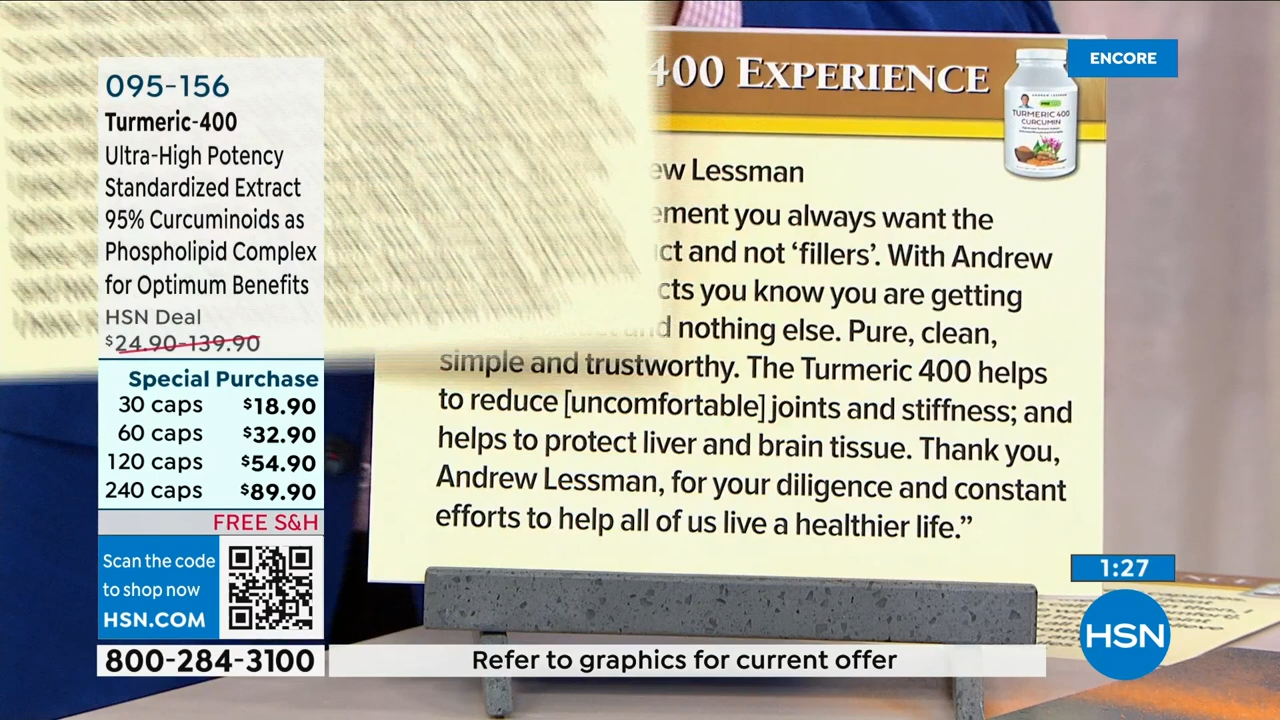 095-156
Turmeric-400
Ultra-High Potency
Standardized Extract
95% Curcuminoids as
Phospholipid Complex
for Optimum Benefits
HSN Deal
$24.90-139.90
Special Purchase
30 caps $18.90
60 caps $32.90
120 caps $54.90
240 caps $89.90
FREE S&H
Scan the code
to shop now
HSN.COM
800-284-3100
Refer to graphics for current offer
400 EXPERIENCE
ENCORE
TURMERIC 400
CURCUMIN
Lessman
you always want the
and not ‘fillers’. With Andrew
you know you are getting
and nothing else. Pure, clean,
simple and trustworthy. The Turmeric 400 helps
to reduce [uncomfortable] joints and stiffness; and
helps to protect liver and brain tissue. Thank you,
Andrew Lessman, for your diligence and constant
efforts to help all of us live a healthier life.”
1:27
HSN